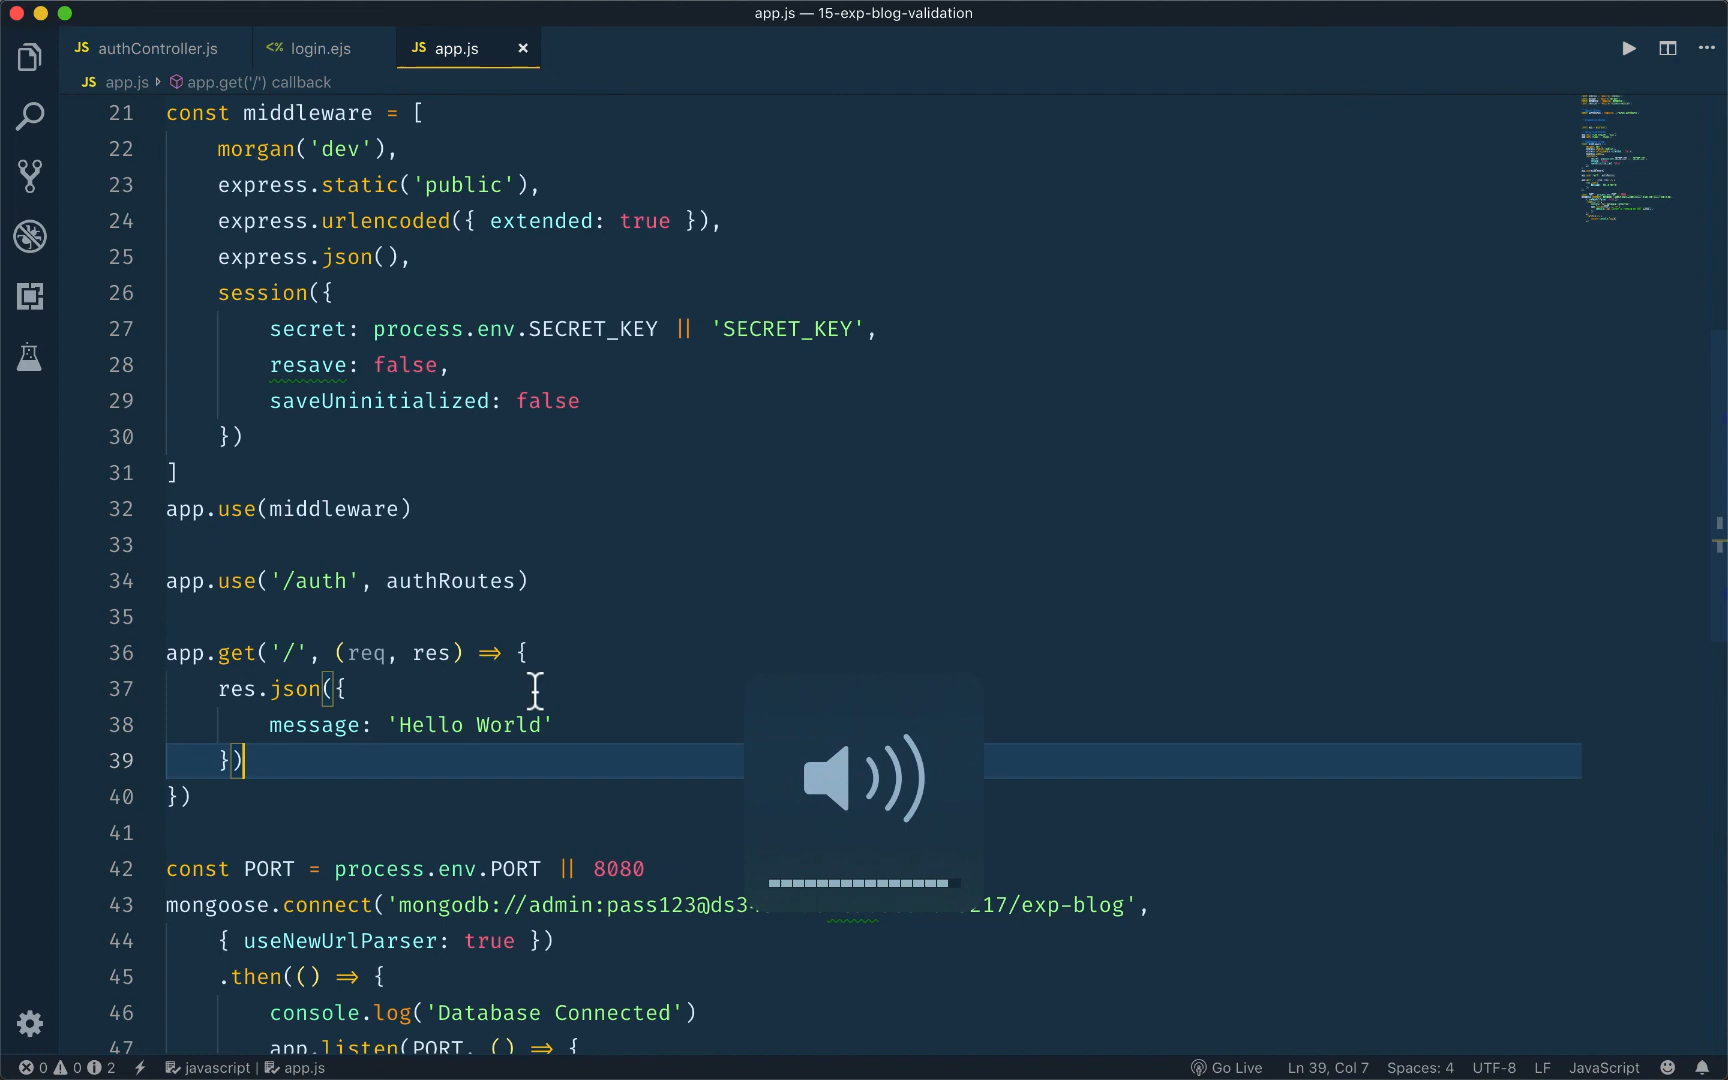 app.js — 15-exp-blog-validation
JS authController.js <% login.ejs JS app.js ×
JS app.js app.get('/') callback
21 const middleware = [
22 morgan('dev'),
23 express.static('public'),
24 express.urlencoded({ extended: true }),
25 express.json(),
26 session({
27 secret: process.env.SECRET_KEY || 'SECRET_KEY',
28 resave: false,
29 saveUninitialized: false
30 })
31 ]
32 app.use(middleware)
33
34 app.use('/auth', authRoutes)
35
36 app.get('/', (req, res) => {
37 res.json({
38 message: 'Hello World'
39 })
40 })
41
42 const PORT = process.env.PORT || 8080
43 mongoose.connect('mongodb://admin:pass123@ds3 217/exp-blog',
44 { useNewUrlParser: true })
45 .then(() => {
46 console.log('Database Connected')
47 app.listen(PORT, () => {
0 0 2 javascript | app.js Go Live Ln 39, Col 7 Spaces: 4 UTF-8 LF JavaScript